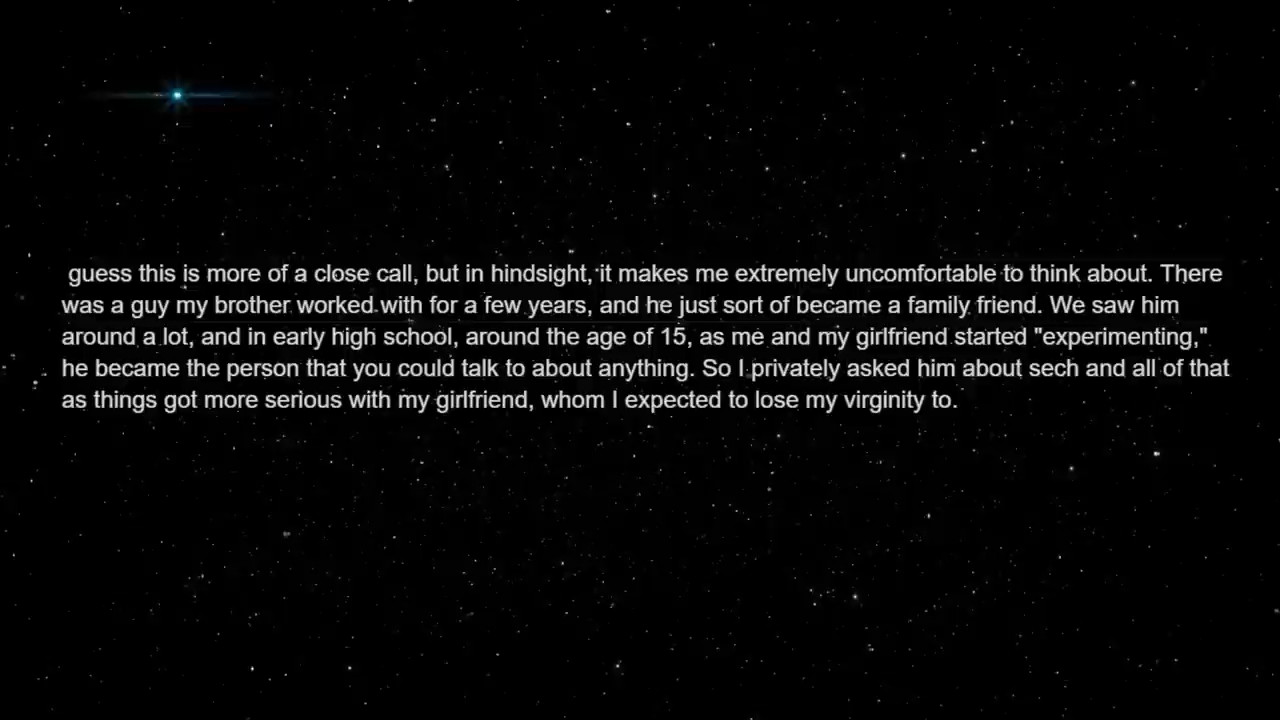 guess this is more of a close call, but in hindsight, it makes me extremely uncomfortable to think about. There
was a guy my brother worked with for a few years, and he just sort of became a family friend. We saw him
around a lot, and in early high school, around the age of 15, as me and my girlfriend started "experimenting,"
he became the person that you could talk to about anything. So I privately asked him about sech and all of that
as things got more serious with my girlfriend, whom I expected to lose my virginity to.